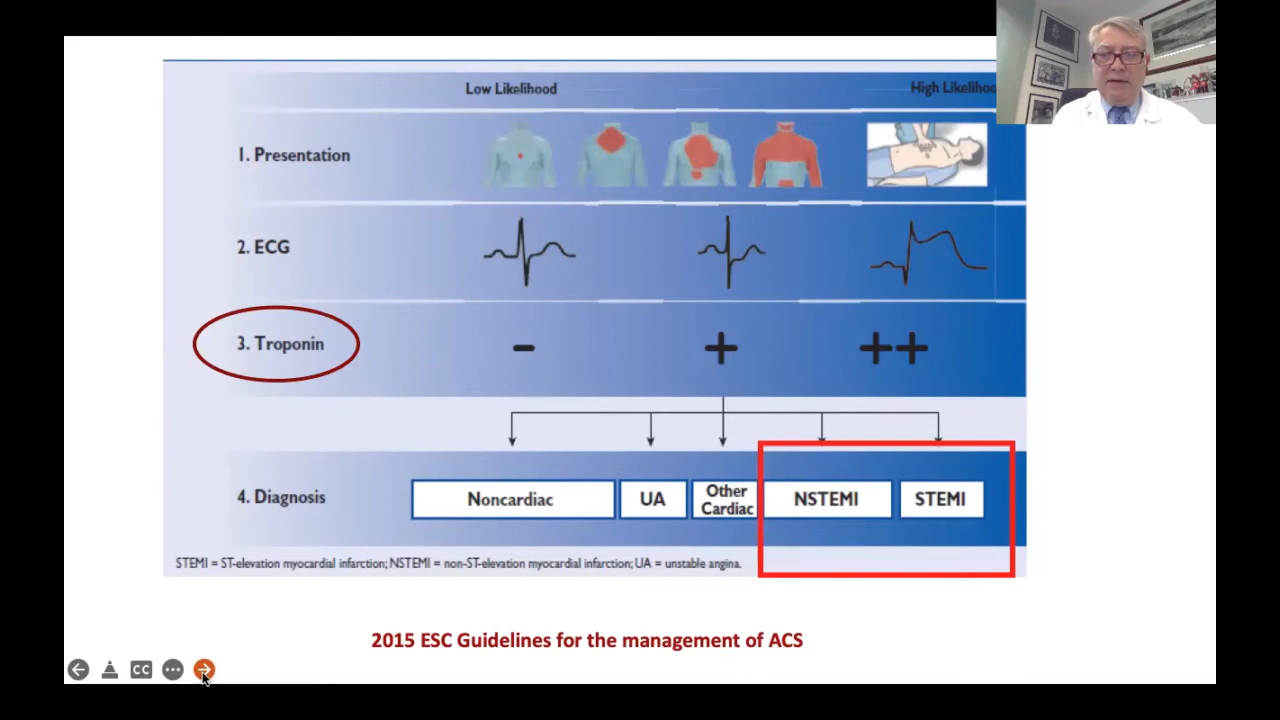 Low Likelihood
High Likelihoo
1. Presentation
2. ECG
3. Troponin
-
+
++
4. Diagnosis
Noncardiac
UA
Other
Cardiac
NSTEMI
STEMI
STEMI = ST-elevation myocardial infarction; NSTEMI = non-ST-elevation myocardial infarction; UA = unstable angina.
2015 ESC Guidelines for the management of ACS
CC